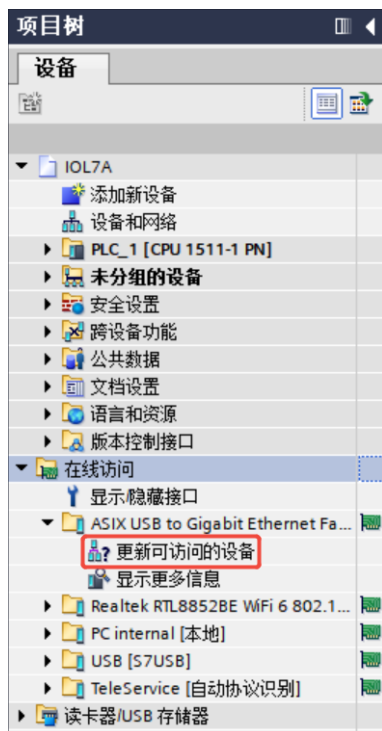 项目树
设备
IOL7A
添加新设备
设备和网络
PLC_1 [CPU 1511-1 PN]
未分组的设备
安全设置
跨设备功能
公共数据
文档设置
语言和资源
版本控制接口
在线访问
显示/隐藏接口
ASIX USB to Gigabit Ethernet Fa...
更新可访问的设备
显示更多信息
Realtek RTL8852BE WiFi 6 802.1...
PC internal [本地]
USB [S7USB]
TeleService [自动协议识别]
读卡器/USB 存储器